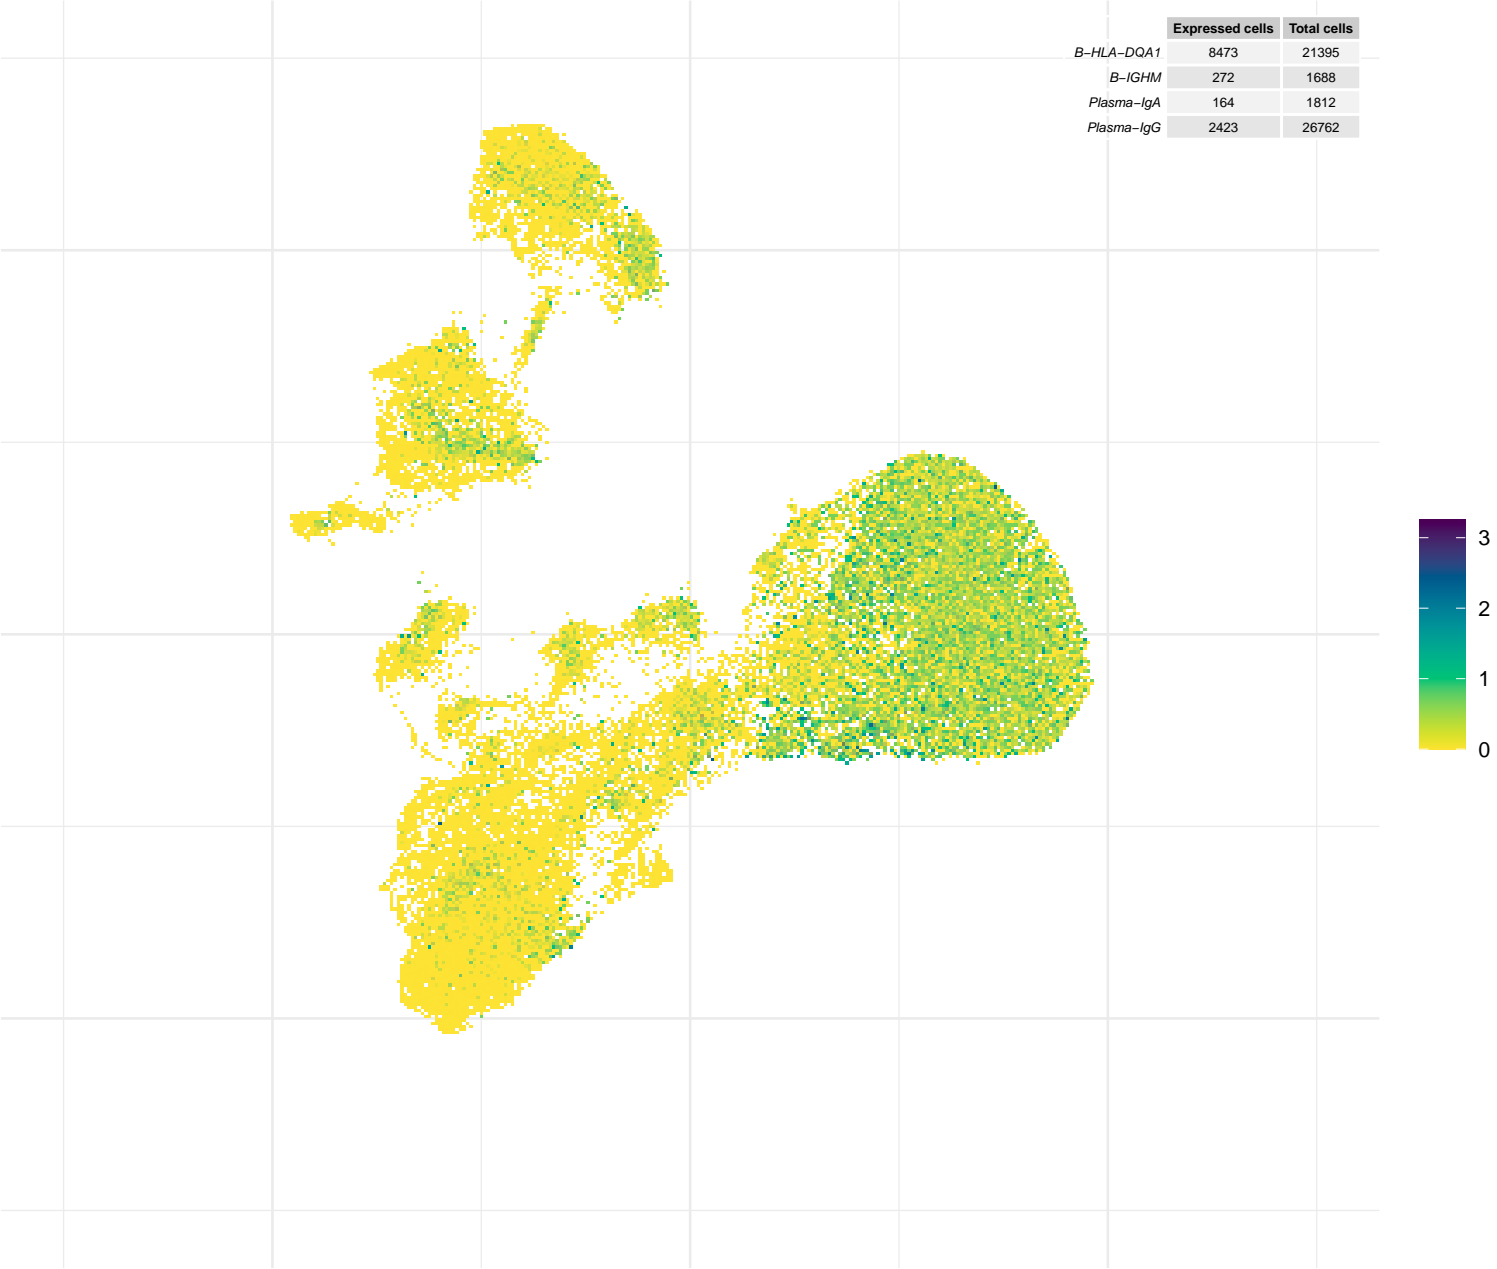 Expressed cells Total cells
B−HLA−DQA1 8473 21395
B−IGHM 272 1688
Plasma−IgA 164 1812
Plasma−IgG 2423 26762
3
2
1
0